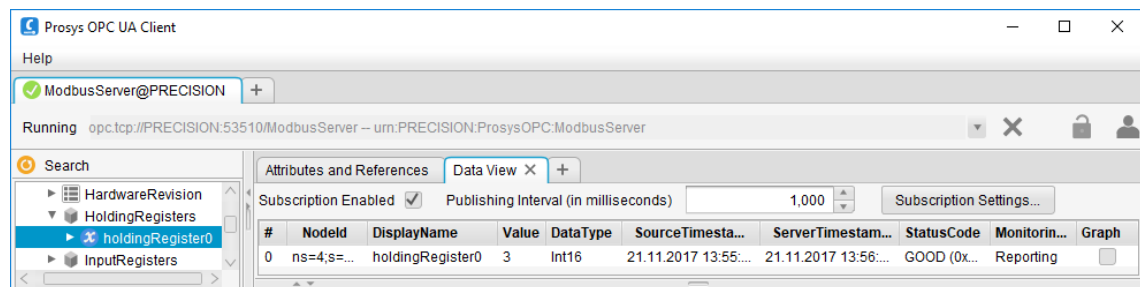 Prosys OPC UA Client
Help
ModbusServer@PRECISION +
Running opc.tcp://PRECISION:53510/ModbusServer -- urn:PRECISION:ProsysOPC:ModbusServer
Search
HardwareRevision
HoldingRegisters
holdingRegister0
InputRegisters
Attributes and References Data View +
Subscription Enabled Publishing Interval (in milliseconds) 1,000 Subscription Settings...
# NodeId DisplayName Value DataType SourceTimesta... ServerTimestam... StatusCode Monitorin... Graph
0 ns=4;s=... holdingRegister0 3 Int16 21.11.2017 13:55:... 21.11.2017 13:56:... GOOD (0x... Reporting